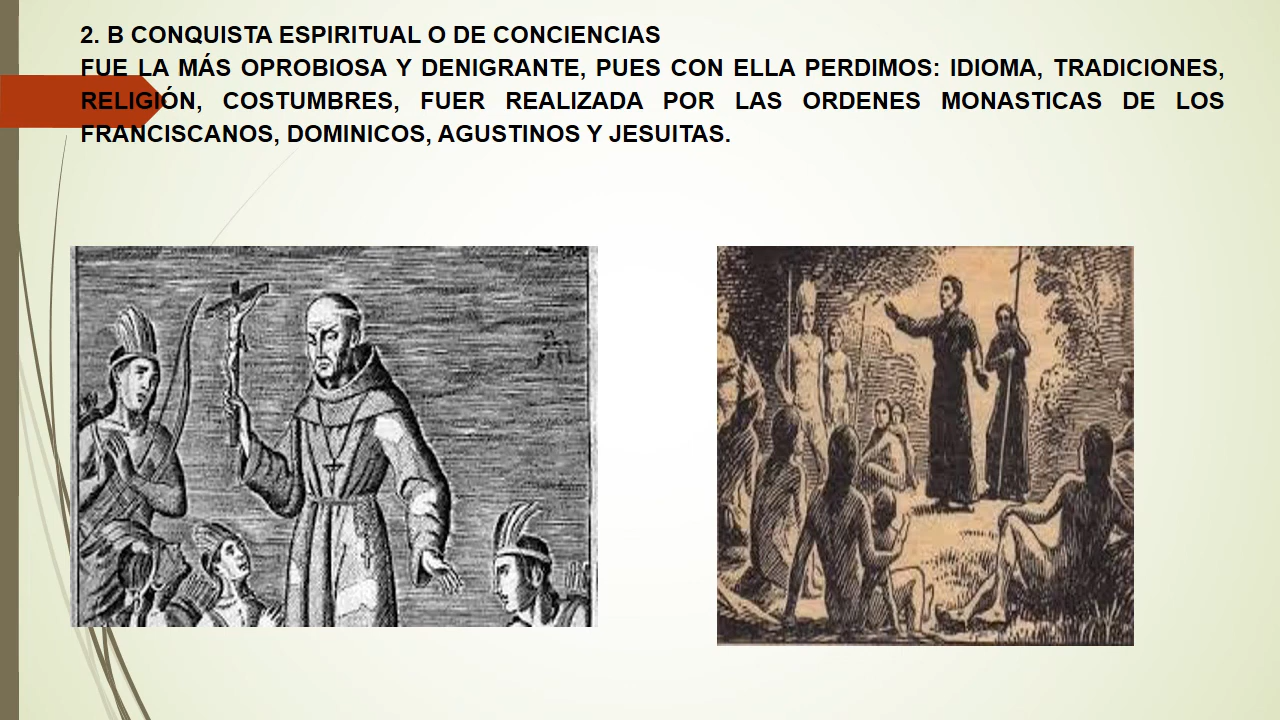 2. B CONQUISTA ESPIRITUAL O DE CONCIENCIAS
FUE LA MÁS OPROBIOSA Y DENIGRANTE, PUES CON ELLA PERDIMOS: IDIOMA, TRADICIONES,
RELIGIÓN, COSTUMBRES, FUER REALIZADA POR LAS ORDENES MONASTICAS DE LOS
FRANCISCANOS, DOMINICOS, AGUSTINOS Y JESUITAS.